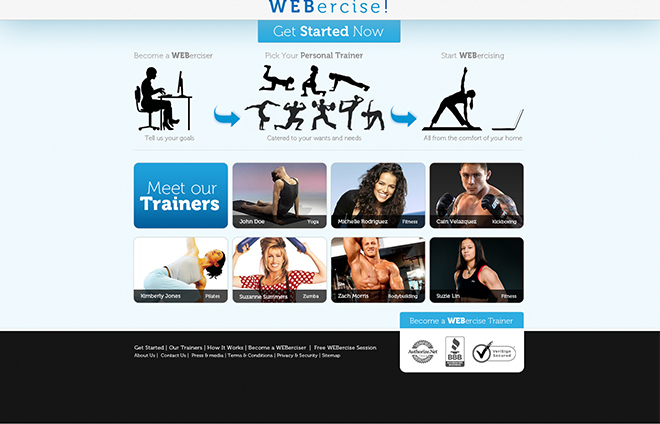 WEBercise!
Get Started Now
Become a WEBerciser
Pick Your Personal Trainer
Start WEBercising
Tell us your goals
Catered to your wants and needs
All from the comfort of your home
Meet our
Trainers
John Doe Yoga
Michelle Rodriguez Fitness
Cain Velazquez Kickboxing
Kimberly Jones Pilates
Suzanne Summers Zumba
Zach Morris Bodybuilding
Suzie Lin Fitness
Become a WEBercise Trainer
Get Started | Our Trainers | How It Works | Become a WEBerciser | Free WEBercise Session
About Us | Contact Us | Press & media | Terms & Conditions | Privacy & Security | Sitemap
Authorize.Net
BBB
VeriSign
Secured